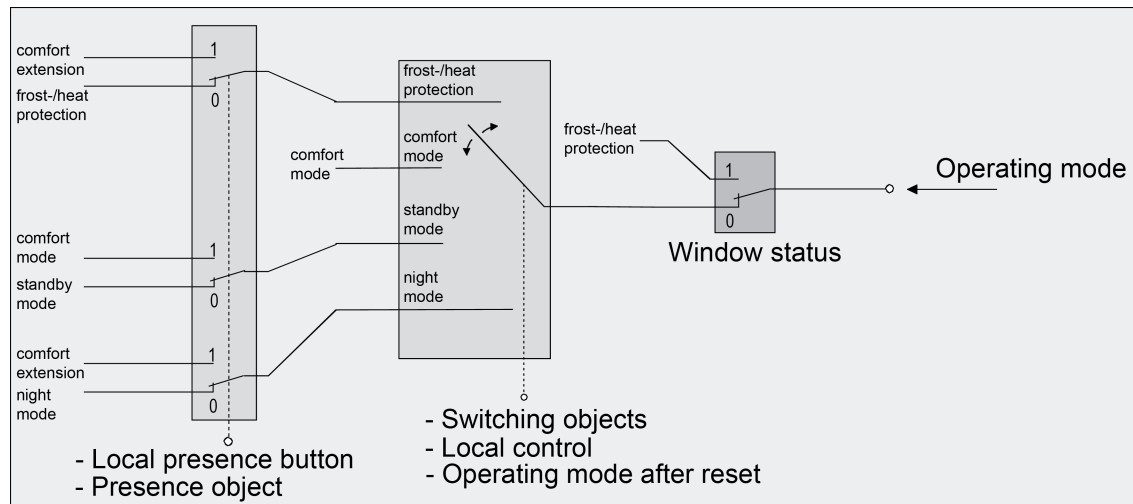 comfort
extension
1
frost-/heat
protection
0
comfort
mode
1
standby
mode
0
comfort
extension
1
night
mode
0
- Local presence button
- Presence object
frost-/heat
protection
comfort
mode
comfort
mode
standby
mode
night
mode
- Switching objects
- Local control
- Operating mode after reset
frost-/heat
protection
1
0
Window status
Operating mode